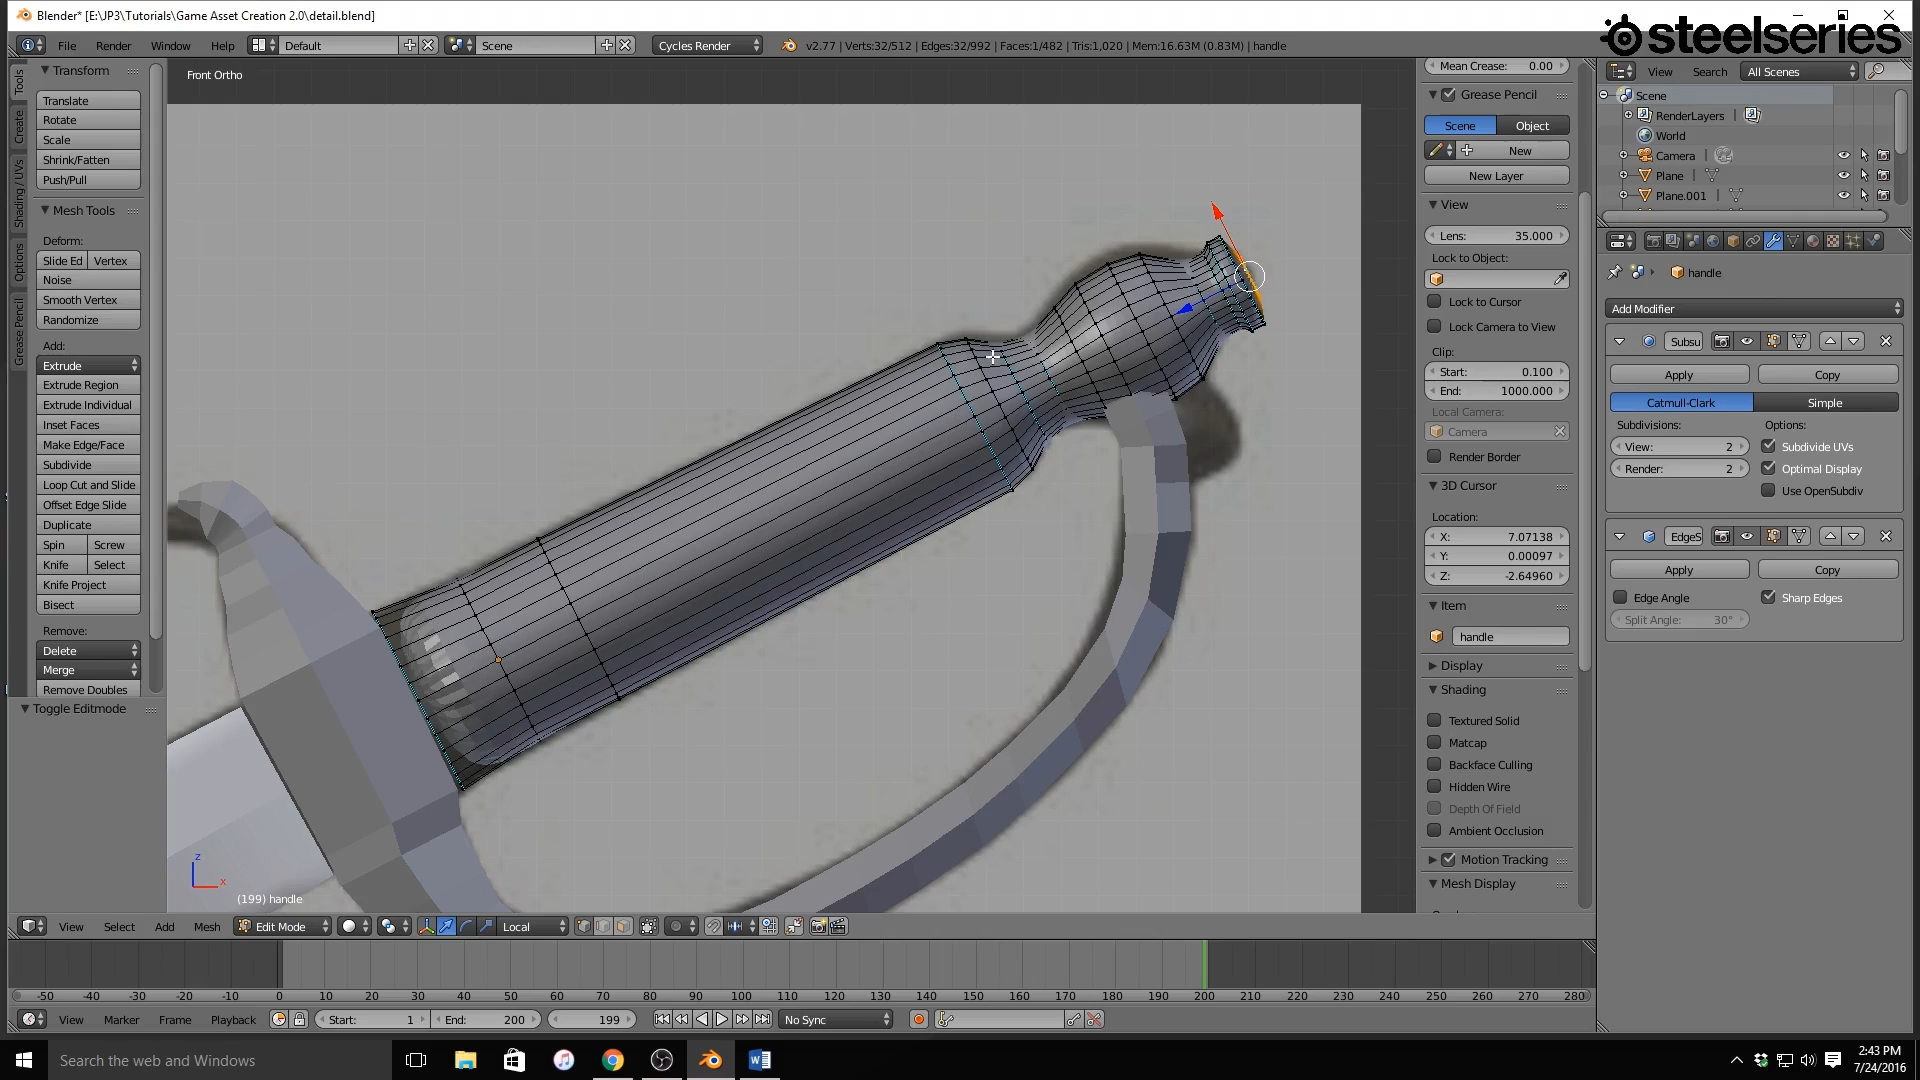 Blender* [E:\JP3\Tutorials\Game Asset Creation 2.0\detail.blend]
steelseries
File Render Window Help Default Scene Cycles Render v2.77 | Verts:32/512 | Edges:32/992 | Faces:1/482 | Tris:1,020 | Mem:16.63M (0.83M) | handle
Tools
Create
Shading / UVs
Options
Grease Pencil
Transform
Translate
Rotate
Scale
Shrink/Fatten
Push/Pull
Mesh Tools
Deform:
Slide Ed Vertex
Noise
Smooth Vertex
Randomize
Add:
Extrude
Extrude Region
Extrude Individual
Inset Faces
Make Edge/Face
Subdivide
Loop Cut and Slide
Offset Edge Slide
Duplicate
Spin Screw
Knife Select
Knife Project
Bisect
Remove:
Delete
Merge
Remove Doubles
Toggle Editmode
Front Ortho
z
x
(199) handle
Mean Crease: 0.00
Grease Pencil
Scene Object
New
New Layer
View
Lens: 35.000
Lock to Object:
Lock to Cursor
Lock Camera to View
Clip:
Start: 0.100
End: 1000.000
Local Camera:
Camera
Render Border
3D Cursor
Location:
X: 7.07138
Y: 0.00097
Z: -2.64960
Item
handle
Display
Shading
Textured Solid
Matcap
Backface Culling
Hidden Wire
Depth Of Field
Ambient Occlusion
Motion Tracking
Mesh Display
View Search All Scenes
Scene
RenderLayers
World
Camera
Plane
Plane.001
handle
Add Modifier
Subsu
Apply Copy
Catmull-Clark Simple
Subdivisions: Options:
View: 2 Subdivide UVs
Render: 2 Optimal Display
Use OpenSubdiv
EdgeS
Apply Copy
Edge Angle Sharp Edges
Split Angle: 30°
View Select Add Mesh Edit Mode Local
-50 -40 -30 -20 -10 0 10 20 30 40 50 60 70 80 90 100 110 120 130 140 150 160 170 180 190 200 210 220 230 240 250 260 270 280
View Marker Frame Playback Start: 1 End: 200 199 No Sync
Search the web and Windows
2:43 PM
7/24/2016